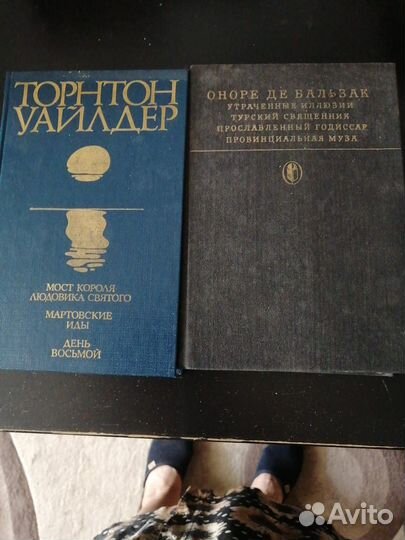 ТОРНТОН
УАЙЛДЕР
МОСТ КОРОЛЯ
ЛЮДОВИКА СВЯТОГО
МАРТОВСКИЕ
ИДЫ
ДЕНЬ
ВОСЬМОЙ
ОНОРЕ ДЕ БАЛЬЗАК
УТРАЧЕННЫЕ ИЛЛЮЗИИ
ТУРСКИЙ СВЯЩЕННИК
ПРОСЛАВЛЕННЫЙ ГОДИССАР
ПРОВИНЦИАЛЬНАЯ МУЗА
Avito